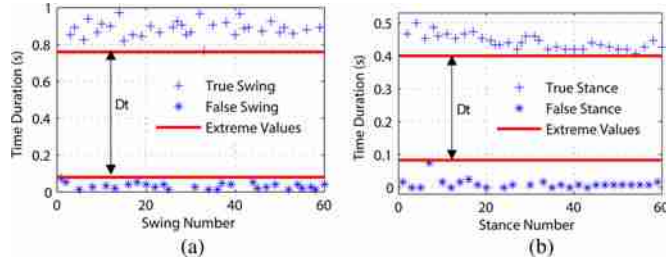 1
0.8
0.6
0.4
0.2
0
Time Duration (s)
Dt
True Swing
False Swing
Extreme Values
0 20 40 60
Swing Number
(a)
0.5
0.4
0.3
0.2
0.1
0
Time Duration (s)
Dt
True Stance
False Stance
Extreme Values
0 20 40 60
Stance Number
(b)